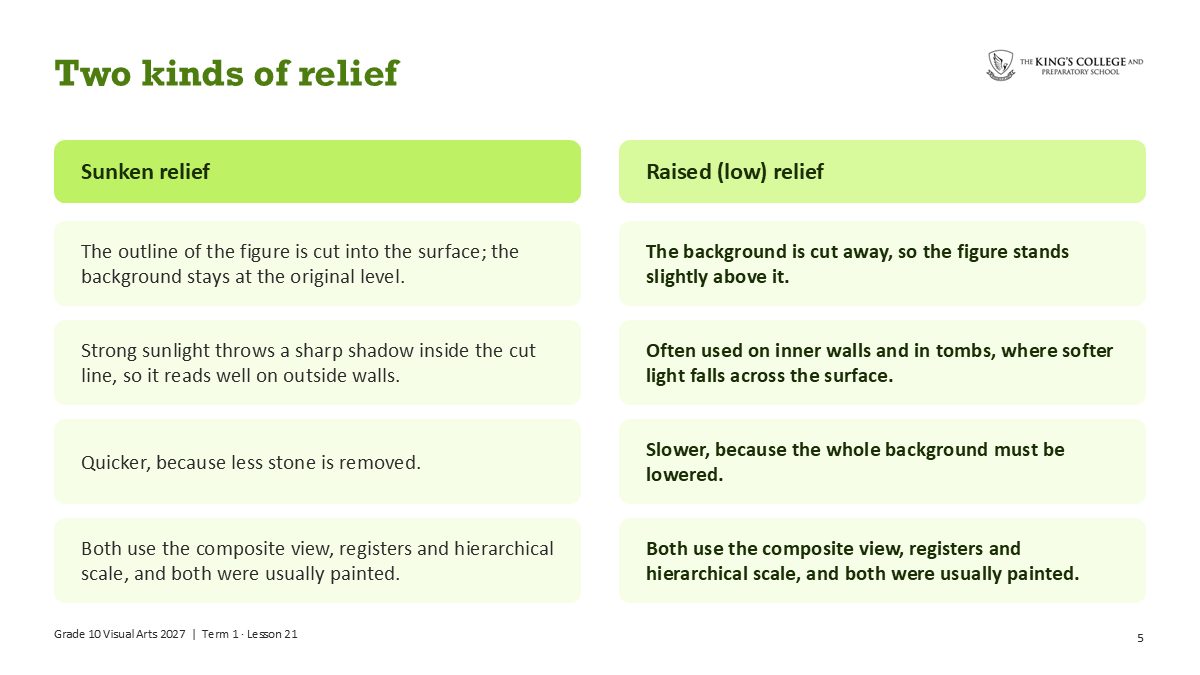 Two kinds of relief
THE KING'S COLLEGE AND
PREPARATORY SCHOOL
Sunken relief
The outline of the figure is cut into the surface; the
background stays at the original level.
Strong sunlight throws a sharp shadow inside the cut
line, so it reads well on outside walls.
Quicker, because less stone is removed.
Both use the composite view, registers and hierarchical
scale, and both were usually painted.
Raised (low) relief
The background is cut away, so the figure stands
slightly above it.
Often used on inner walls and in tombs, where softer
light falls across the surface.
Slower, because the whole background must be
lowered.
Both use the composite view, registers and
hierarchical scale, and both were usually painted.
Grade 10 Visual Arts 2027 | Term 1 · Lesson 21
5